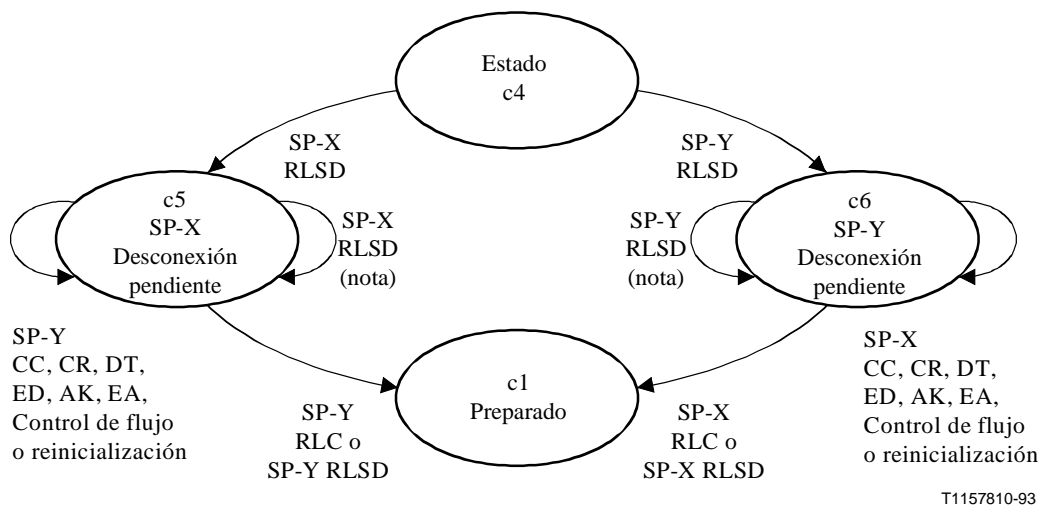 Estado
c4
SP-X
RLSD
SP-Y
RLSD
c5
SP-X
Desconexión
pendiente
SP-X
RLSD
(nota)
SP-Y
RLSD
(nota)
c6
SP-Y
Desconexión
pendiente
SP-Y
CC, CR, DT,
ED, AK, EA,
Control de flujo
o reinicialización
SP-Y
RLC o
SP-Y RLSD
c1
Preparado
SP-X
RLC o
SP-X RLSD
SP-X
CC, CR, DT,
ED, AK, EA,
Control de flujo
o reinicialización
T1157810-93